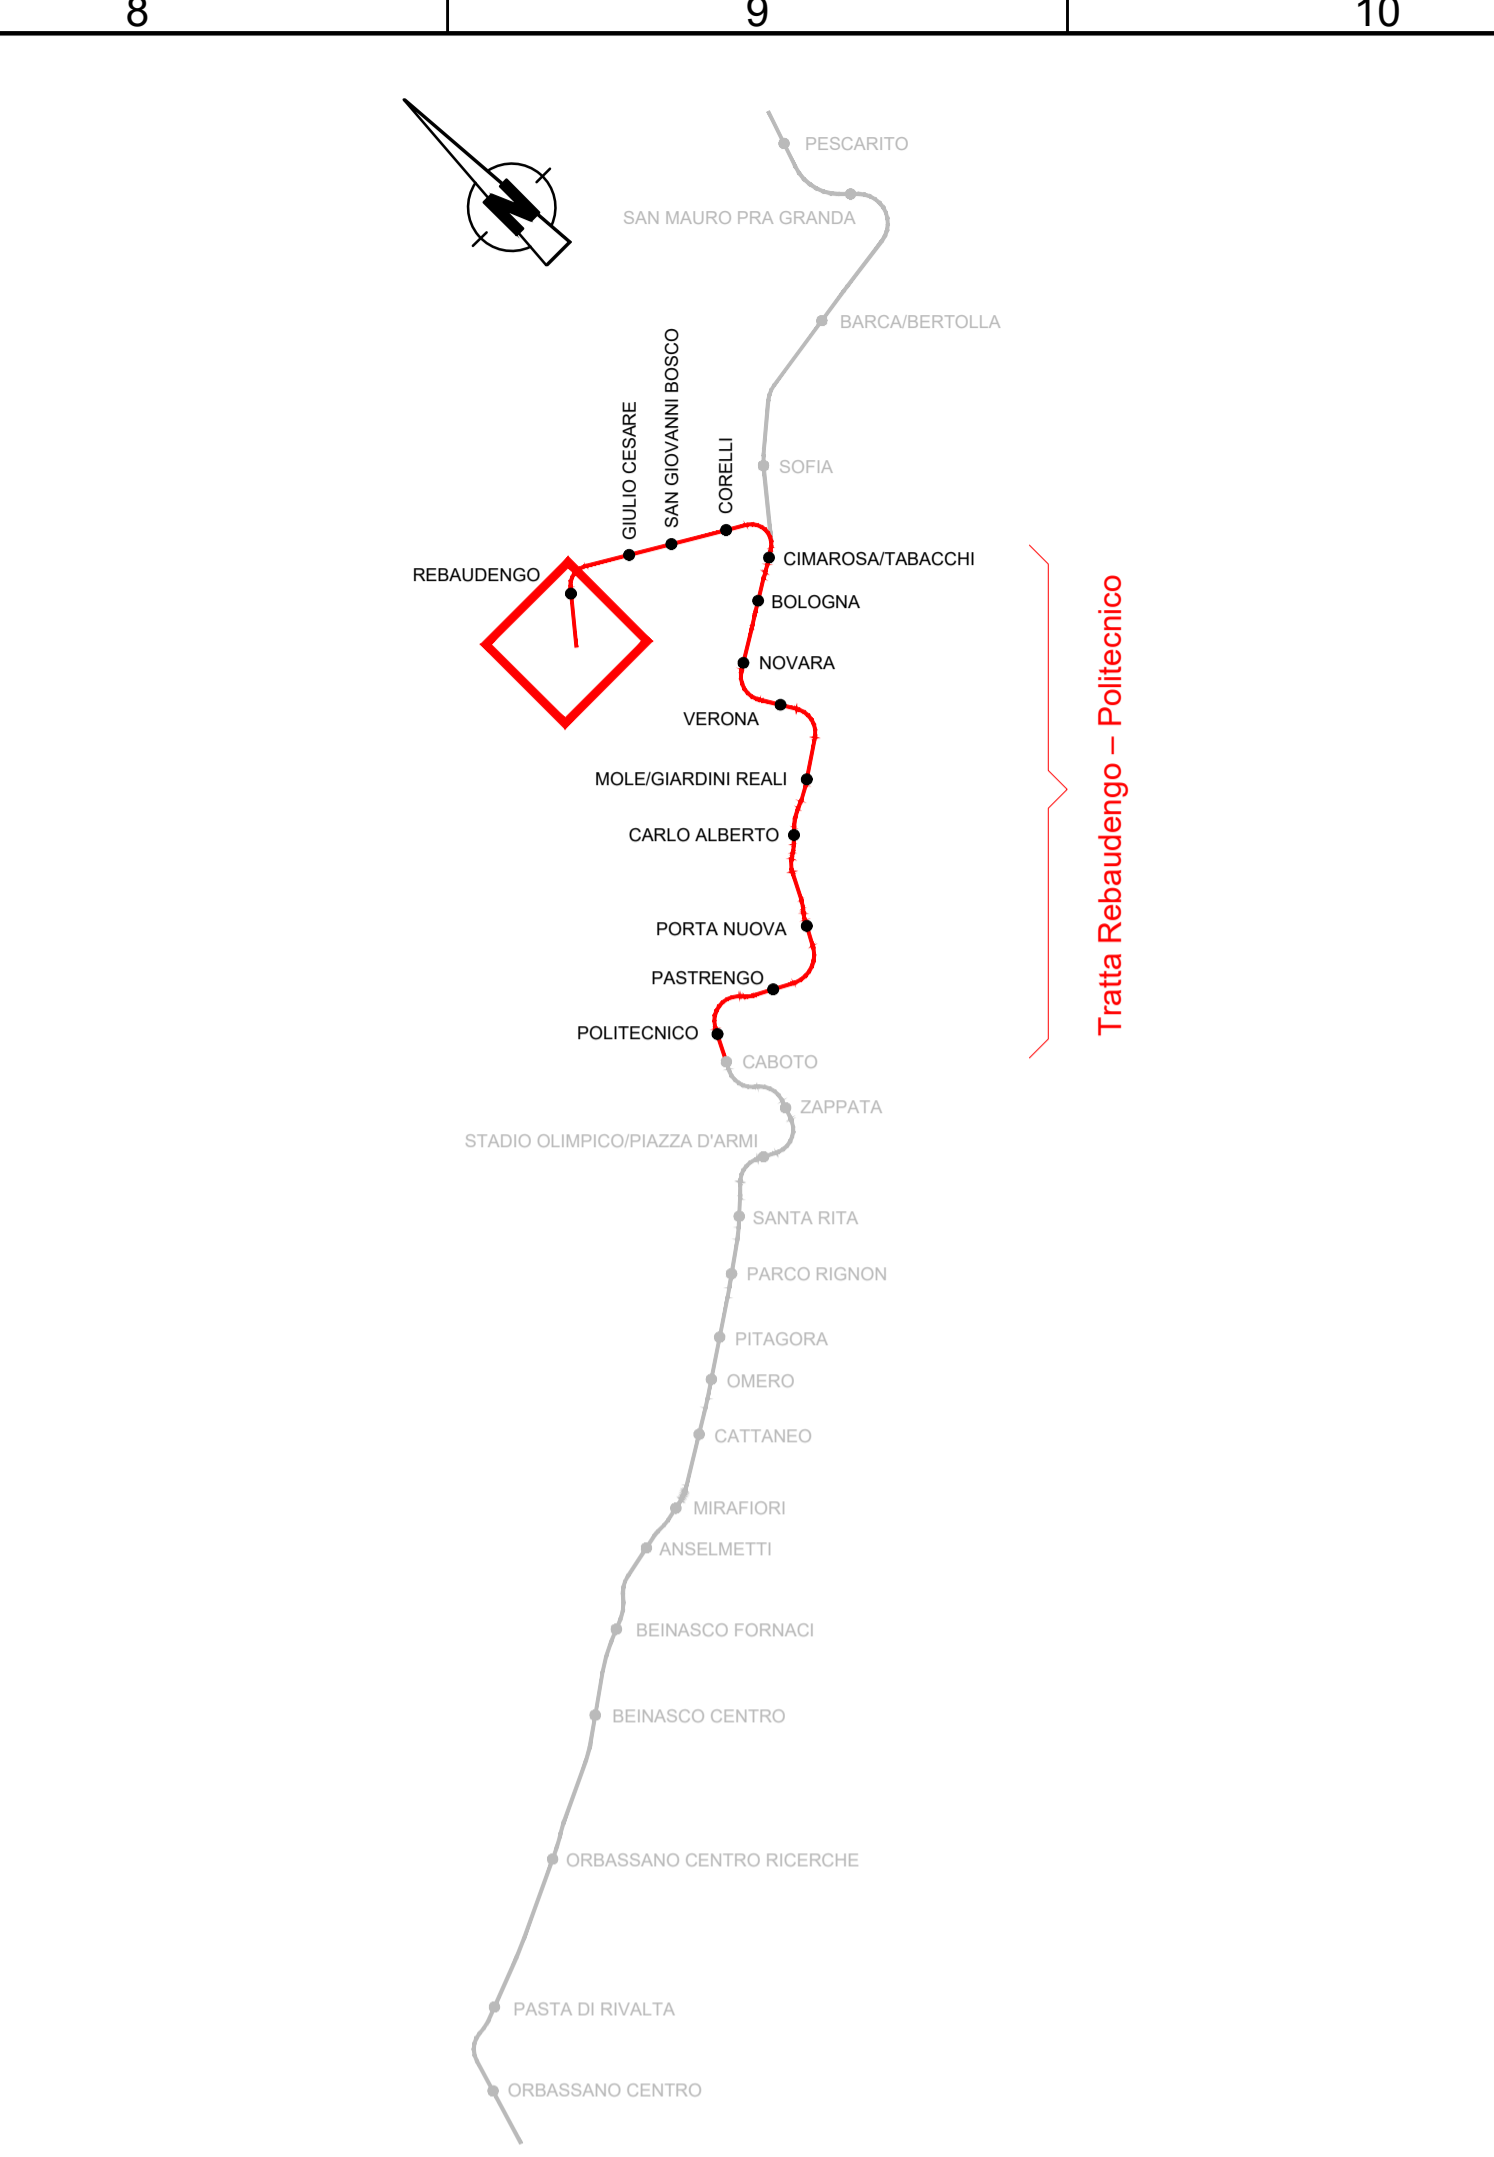 8
9
10
N
PESCARITO
SAN MAURO PRA GRANDA
BARCA/BERTOLLA
SOFIA
GIULIO CESARE
SAN GIOVANNI BOSCO
CORELLI
REBAUDENGO
CIMAROSA/TABACCHI
BOLOGNA
NOVARA
VERONA
MOLE/GIARDINI REALI
CARLO ALBERTO
PORTA NUOVA
PASTRENGO
POLITECNICO
Tratta Rebaudengo – Politecnico
CABOTO
ZAPPATA
STADIO OLIMPICO/PIAZZA D'ARMI
SANTA RITA
PARCO RIGNON
PITAGORA
OMERO
CATTANEO
MIRAFIORI
ANSELMETTI
BEINASCO FORNACI
BEINASCO CENTRO
ORBASSANO CENTRO RICERCHE
PASTA DI RIVALTA
ORBASSANO CENTRO